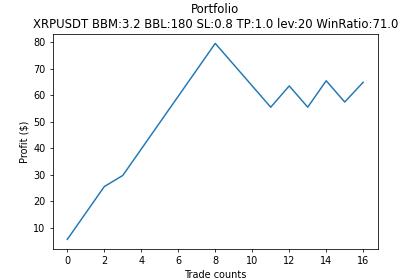 Portfolio
XRPUSDT BBM:3.2 BBL:180 SL:0.8 TP:1.0 lev:20 WinRatio:71.0
80
70
60
50
40
30
20
10
Profit ($)
0 2 4 6 8 10 12 14 16
Trade counts